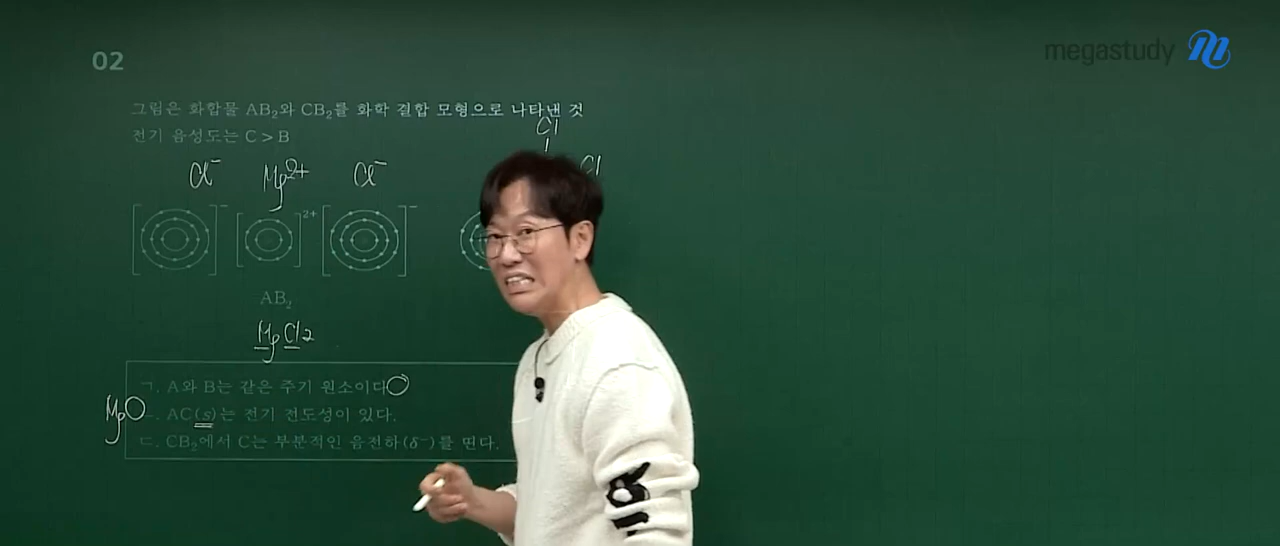 megastudy
02
그림은 화합물 AB₂와 CB₂를 화학 결합 모형으로 나타낸 것
전기 음성도는 C > B
Cl
Cl
Cl⁻ Mg²⁺ Cl⁻
⁻ 2+ ⁻
AB₂
MgCl₂
ㄱ. A와 B는 같은 주기 원소이다
MgO
ㄴ. AC(s)는 전기 전도성이 있다.
ㄷ. CB₂에서 C는 부분적인 음전하(δ⁻)를 띤다.